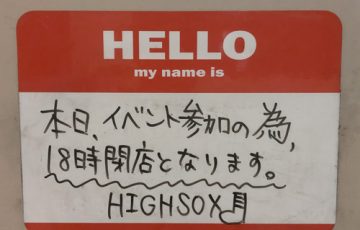 HELLO
my name is
本日、イベント参加の為、
18時閉店となります。
HIGHSOX